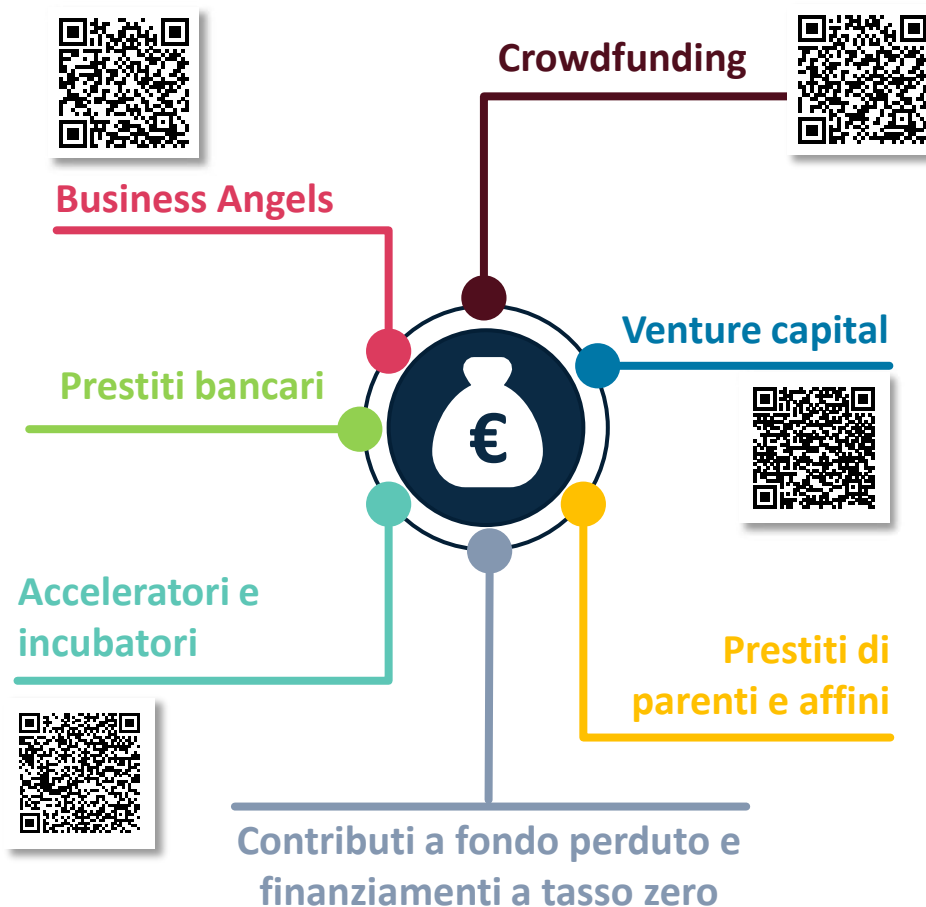 Crowdfunding
Business Angels
Venture capital
Prestiti bancari
€
Acceleratori e
incubatori
Prestiti di
parenti e affini
Contributi a fondo perduto e
finanziamenti a tasso zero